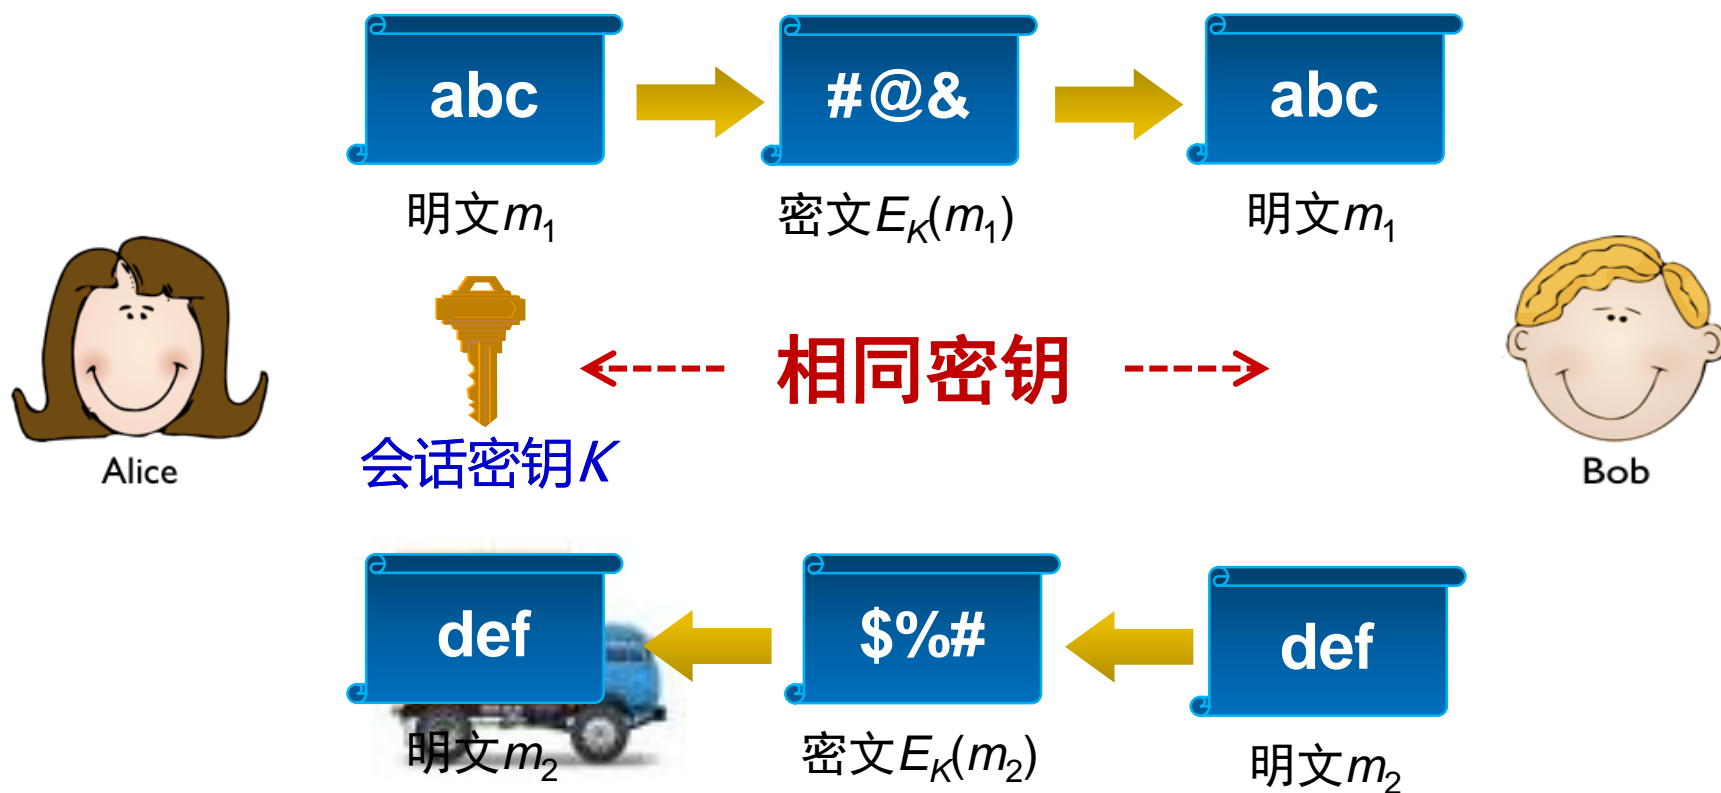 abc
#@&
abc
明文m₁
密文E_K(m₁)
明文m₁
相同密钥
会话密钥K
Alice
Bob
def
$%#
def
明文m₂
密文E_K(m₂)
明文m₂